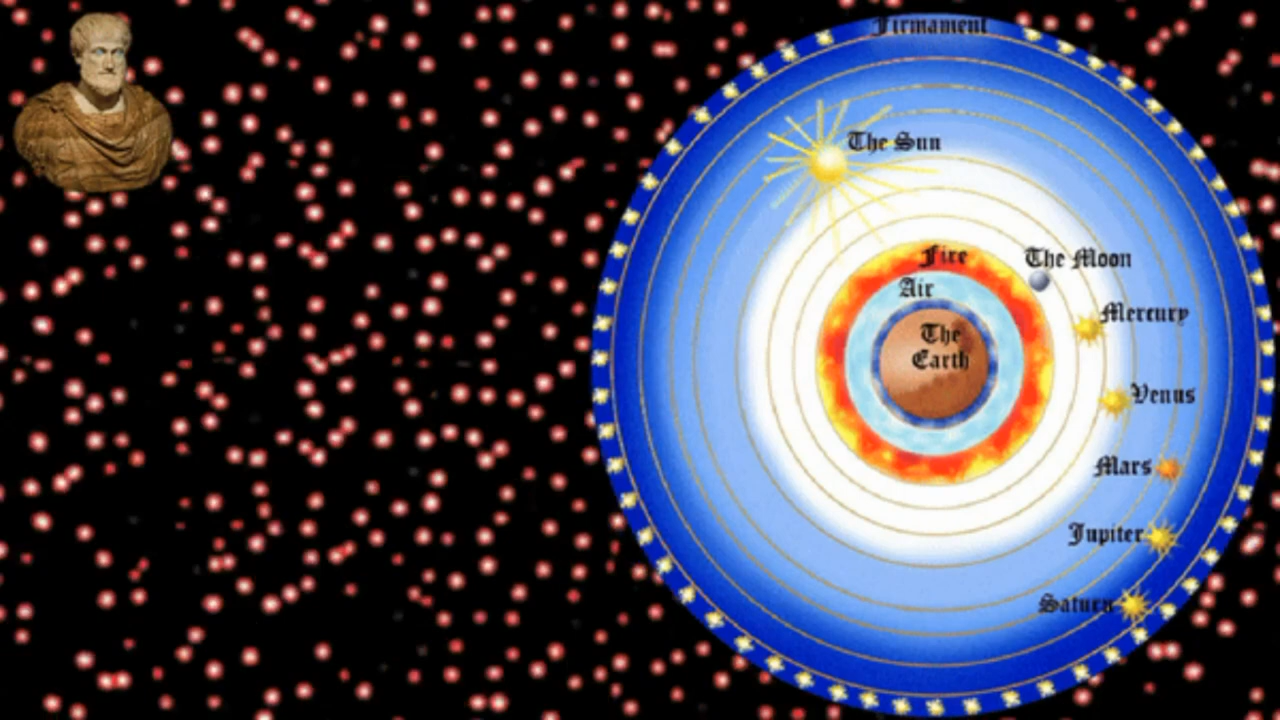 Firmament
The Sun
Fire
The Moon
Air
Mercury
The
Earth
Venus
Mars
Jupiter
Saturn